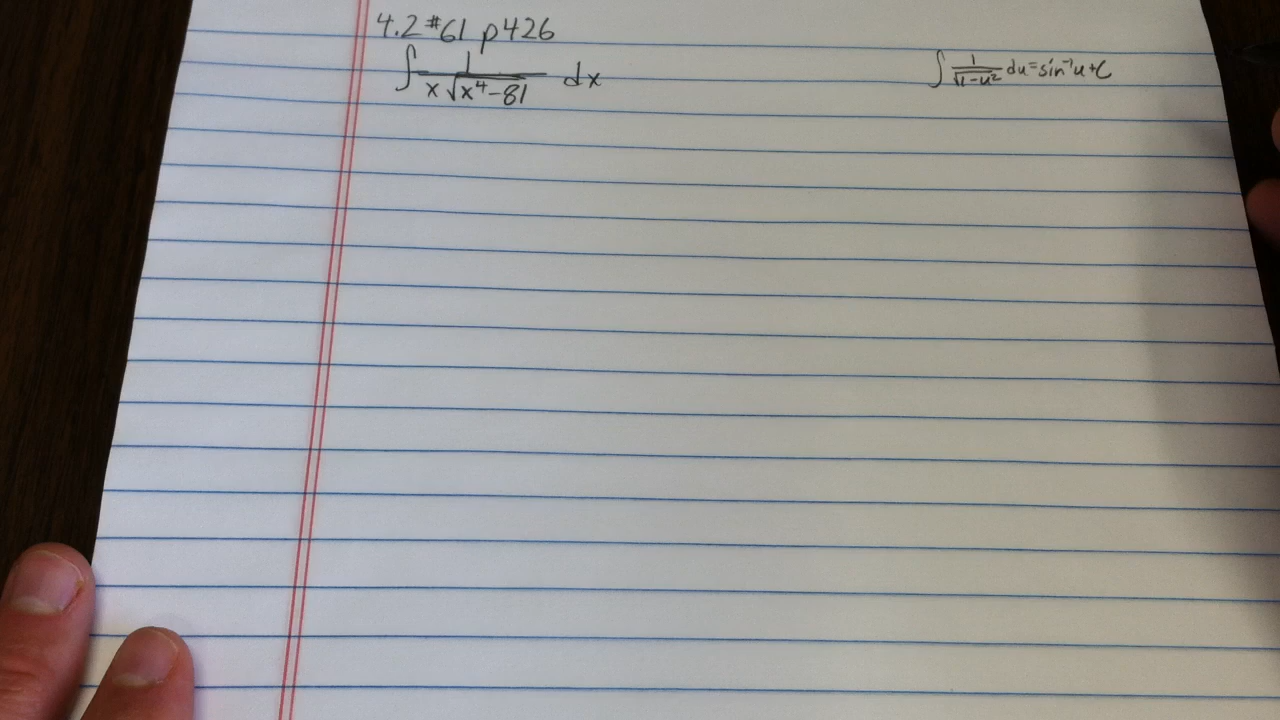 4.2 #61 p426
∫ 1/(x√(x⁴-81)) dx
∫ 1/√(1-u²) du = sin⁻¹u + C